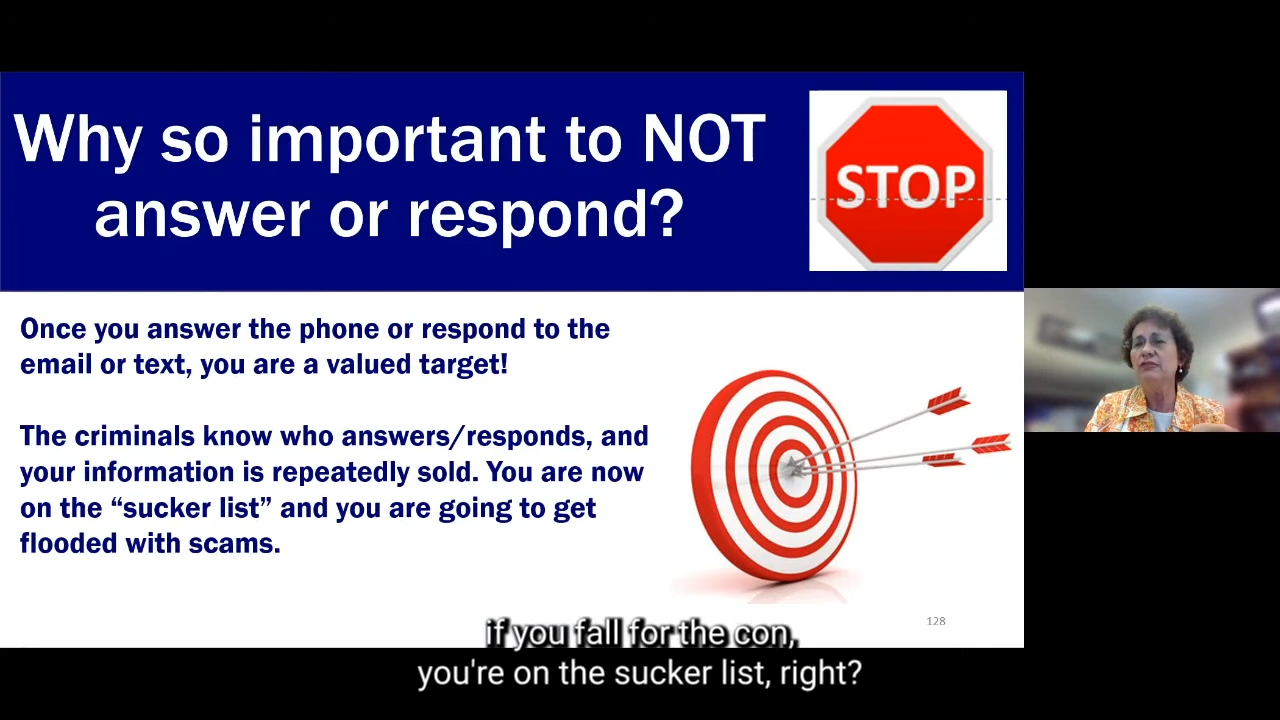 Why so important to NOT
answer or respond?
STOP
Once you answer the phone or respond to the
email or text, you are a valued target!
The criminals know who answers/responds, and
your information is repeatedly sold. You are now
on the “sucker list” and you are going to get
flooded with scams.
128
if you fall for the con,
you're on the sucker list, right?